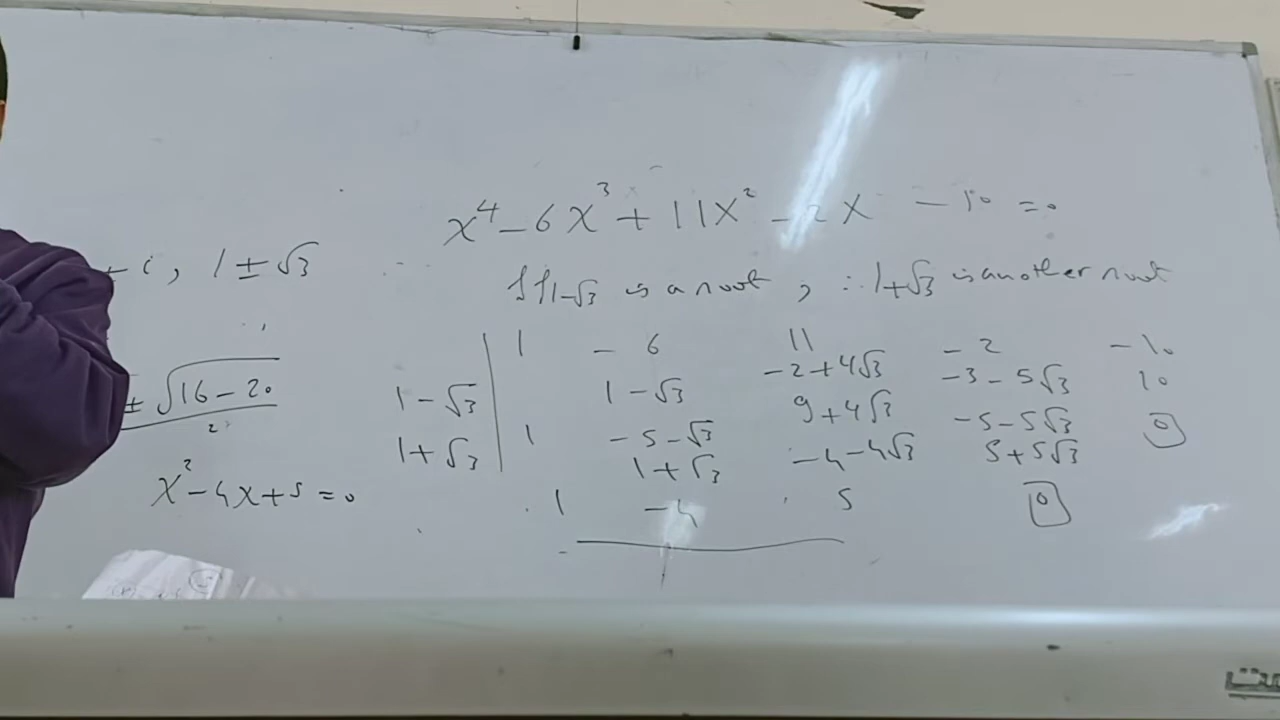 x⁴ - 6x³ + 11x² - 2x - 10 = 0
± i, 1 ± √3
If 1-√3 is a root, ∴ 1+√3 is another root
1 -6 11 -2 -10
1-√3 1-√3 -2+4√3 -3-5√3 10
1 -5-√3 9+4√3 -5-5√3 0
1+√3 1+√3 -4-4√3 5+5√3
1 -4 5 0
± √16-20
2
x² - 4x + 5 = 0